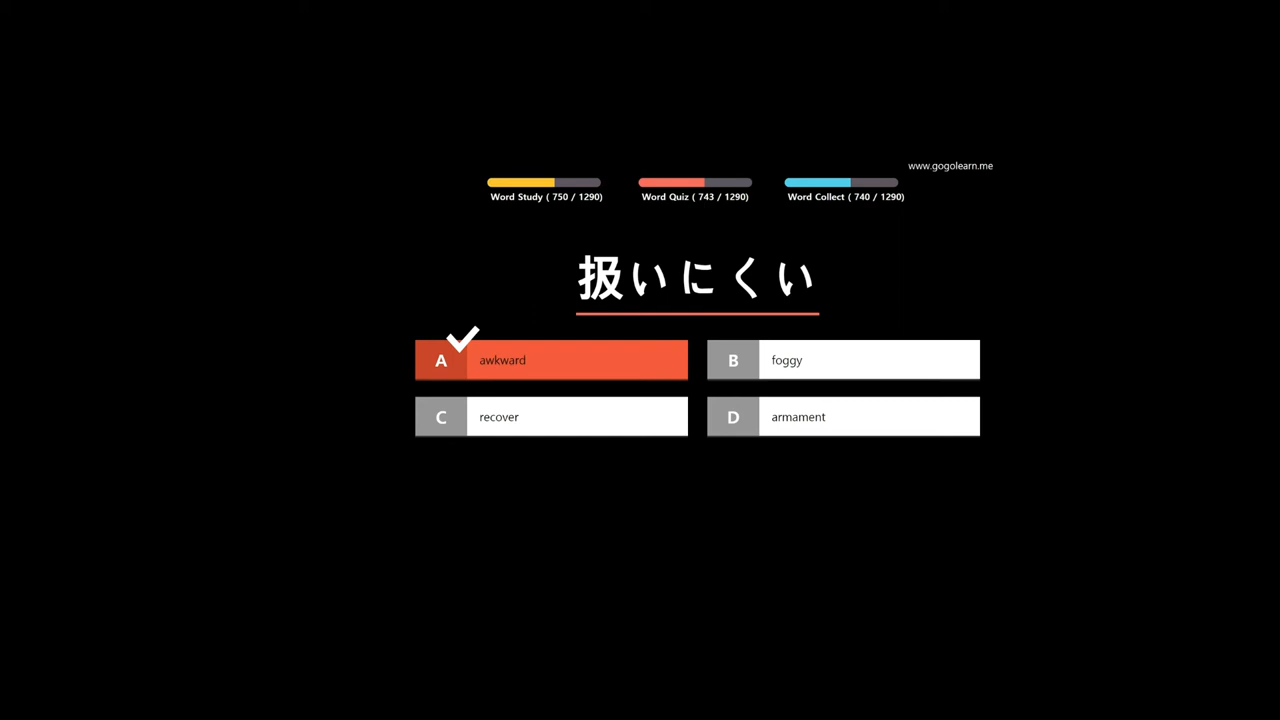 www.gogolearn.me
Word Study ( 750 / 1290)
Word Quiz ( 743 / 1290)
Word Collect ( 740 / 1290)
扱いにくい
A awkward
B foggy
C recover
D armament